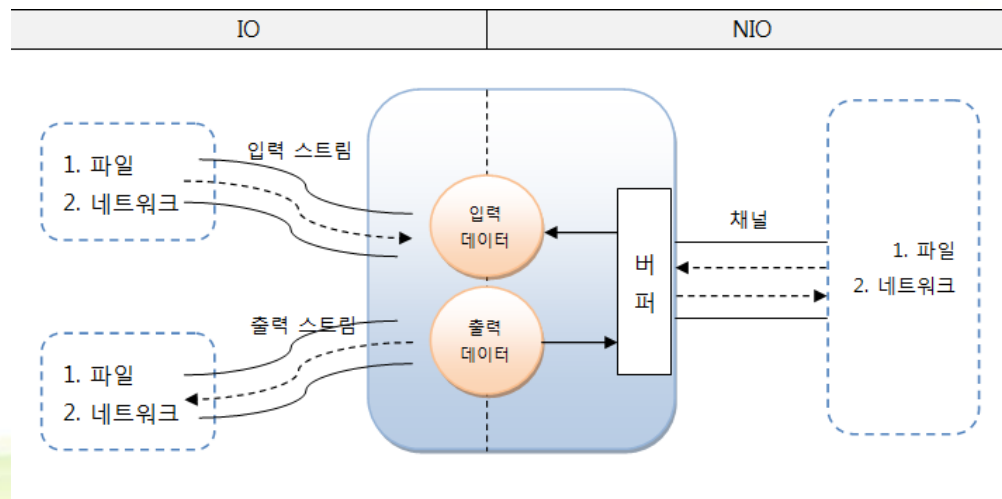 IO
NIO
1. 파일
2. 네트워크
입력 스트림
입력
데이터
버
퍼
채널
1. 파일
2. 네트워크
출력 스트림
출력
데이터
1. 파일
2. 네트워크